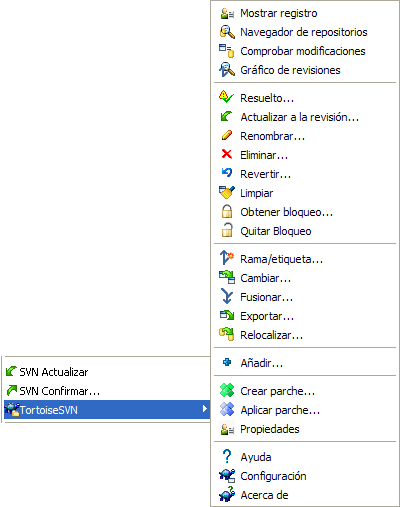 Mostrar registro
Navegador de repositorios
Comprobar modificaciones
Gráfico de revisiones
Resuelto...
Actualizar a la revisión...
Renombrar...
Eliminar...
Revertir...
Limpiar
Obtener bloqueo...
Quitar Bloqueo
Rama/etiqueta...
Cambiar...
Fusionar...
Exportar...
Relocalizar...
Añadir...
Crear parche...
Aplicar parche...
Propiedades
Ayuda
Configuración
Acerca de
SVN Actualizar
SVN Confirmar...
TortoiseSVN